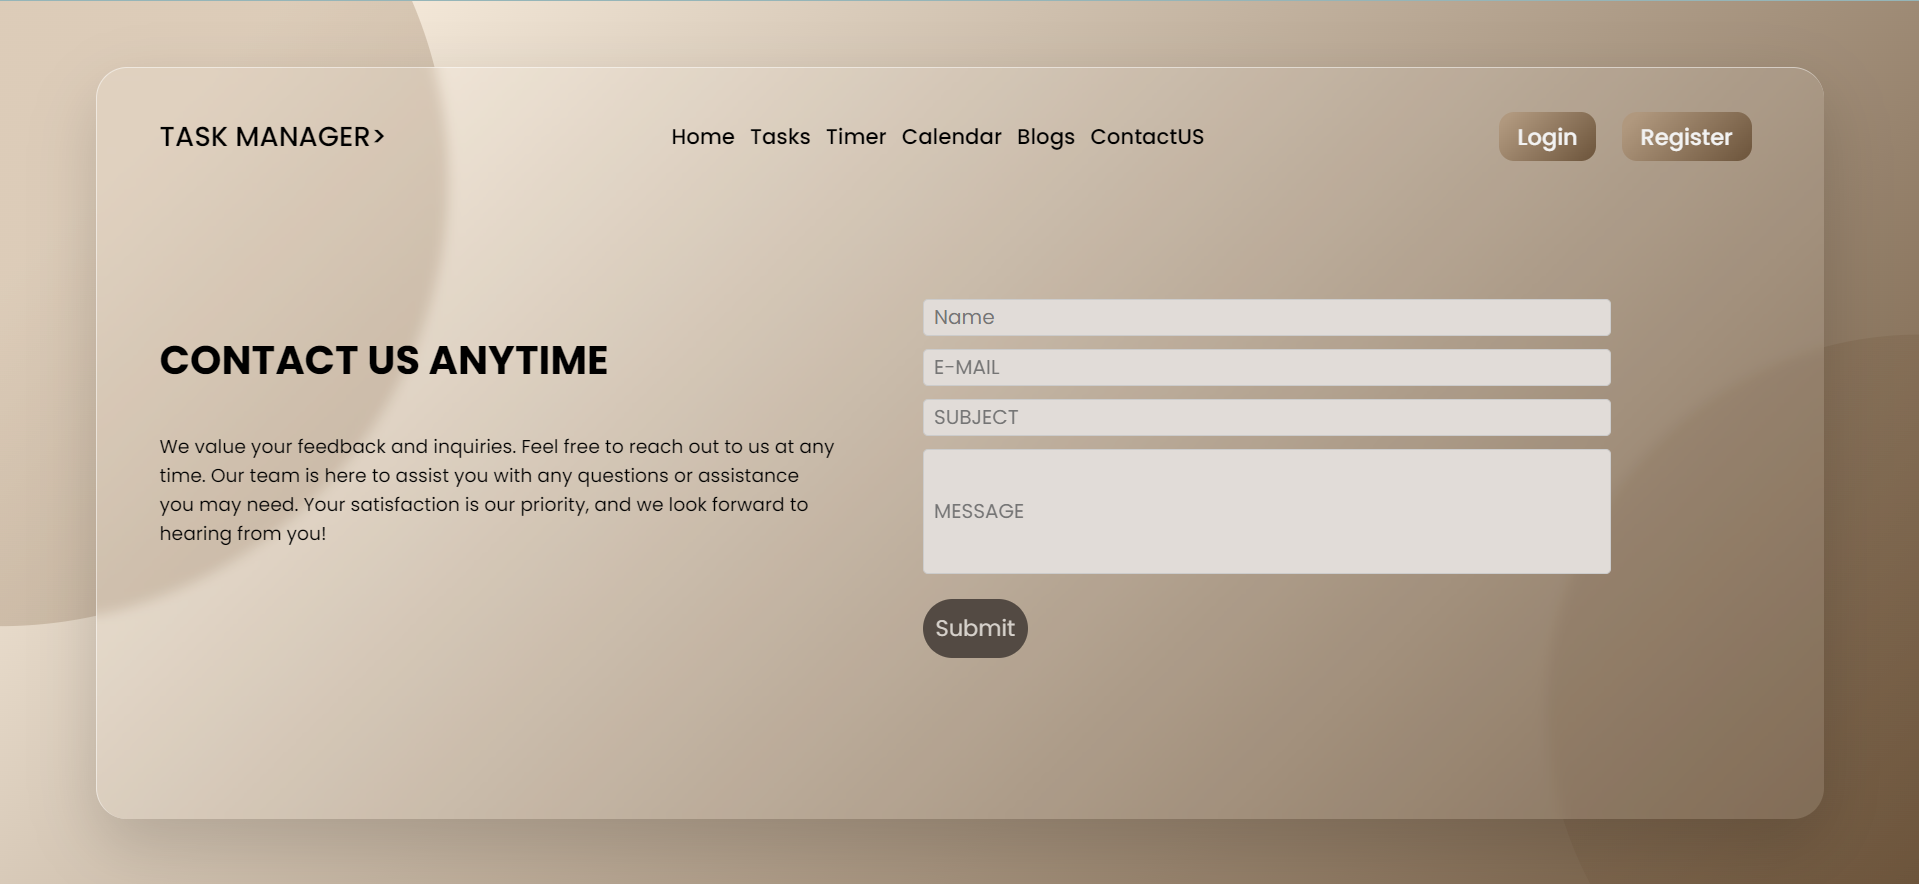 TASK MANAGER>
Home Tasks Timer Calendar Blogs ContactUS
Login
Register
CONTACT US ANYTIME
We value your feedback and inquiries. Feel free to reach out to us at any
time. Our team is here to assist you with any questions or assistance
you may need. Your satisfaction is our priority, and we look forward to
hearing from you!
Name
E-MAIL
SUBJECT
MESSAGE
Submit